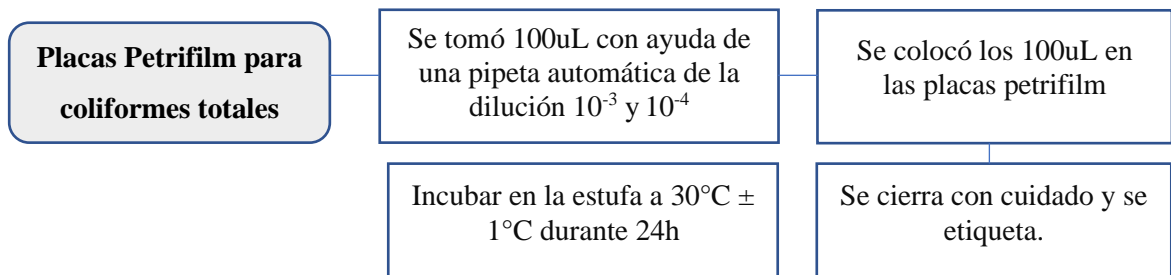 Placas Petrifilm para
coliformes totales
Se tomó 100uL con ayuda de
una pipeta automática de la
dilución 10⁻³ y 10⁻⁴
Se colocó los 100uL en
las placas petrifilm
Se cierra con cuidado y se
etiqueta.
Incubar en la estufa a 30°C ±
1°C durante 24h